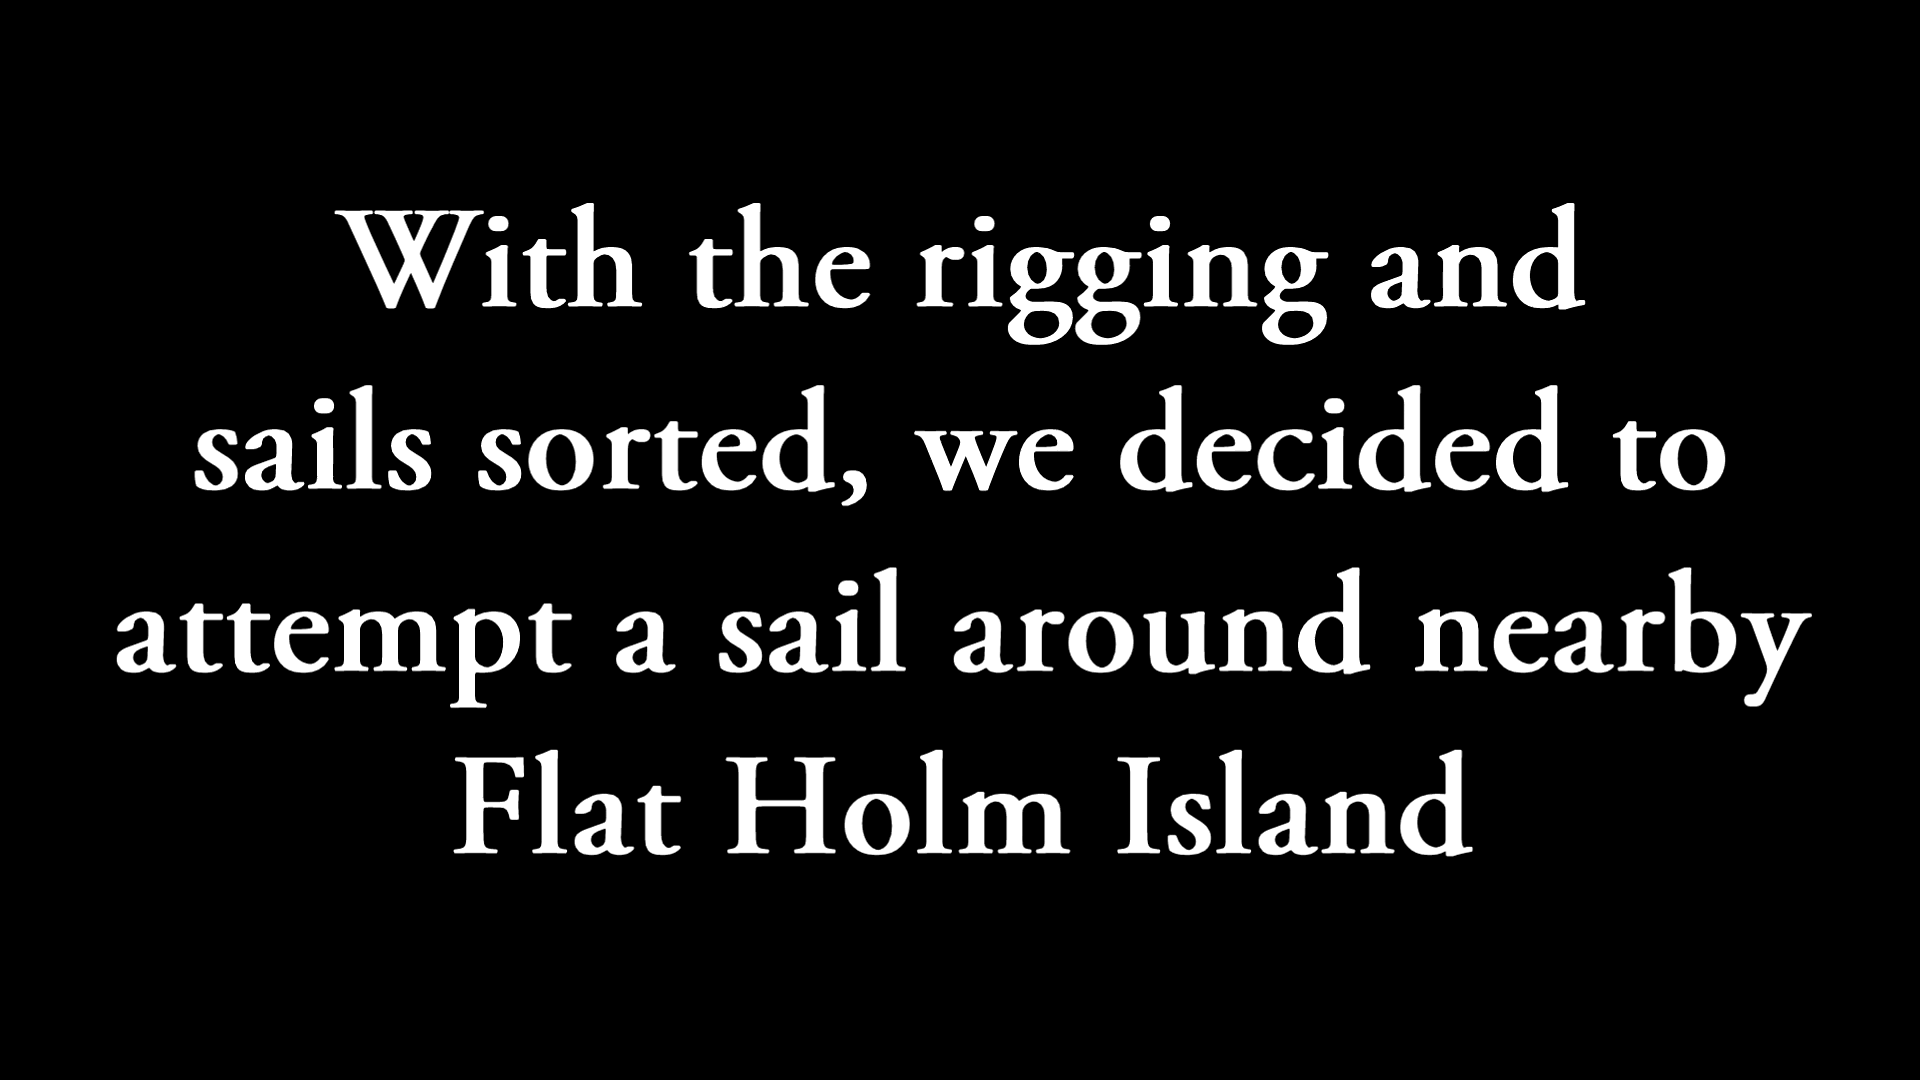 With the rigging and
sails sorted, we decided to
attempt a sail around nearby
Flat Holm Island